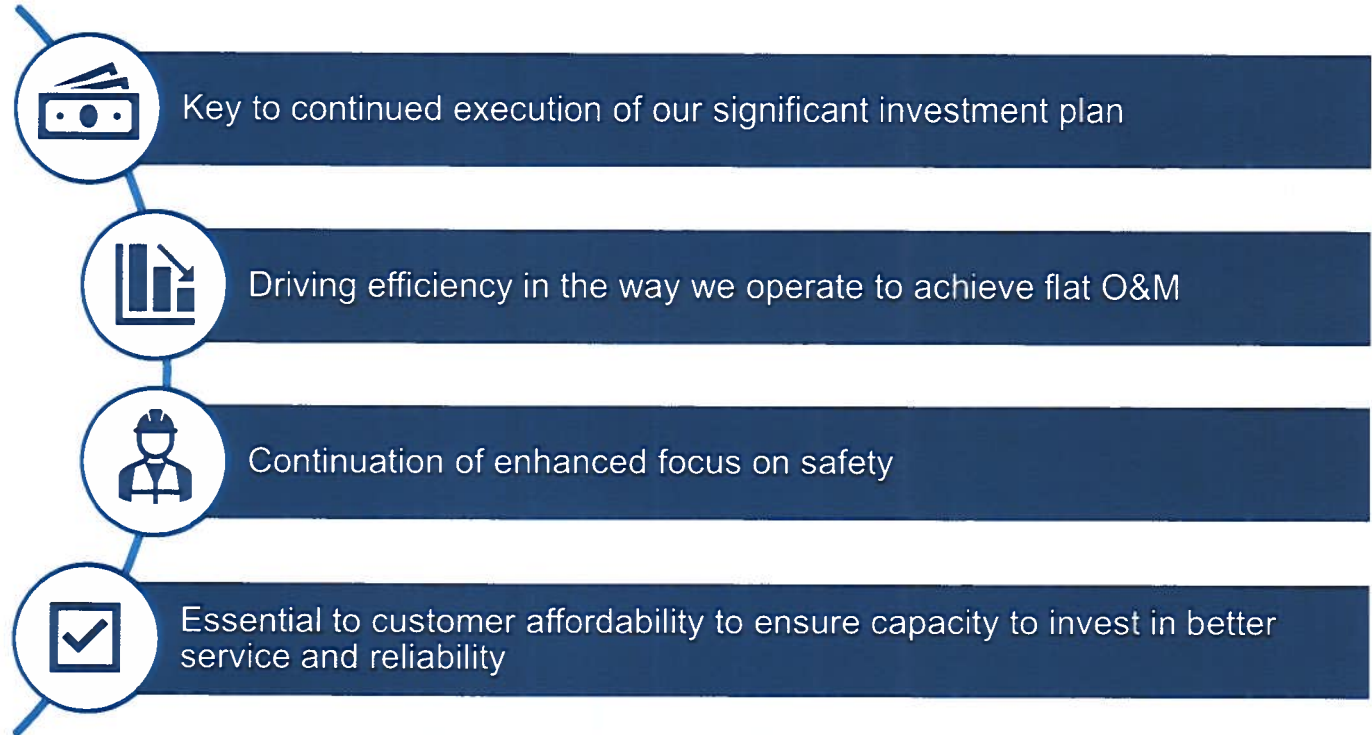 Key to continued execution of our significant investment plan
Driving efficiency in the way we operate to achieve flat O&M
Continuation of enhanced focus on safety
Essential to customer affordability to ensure capacity to invest in better
service and reliability